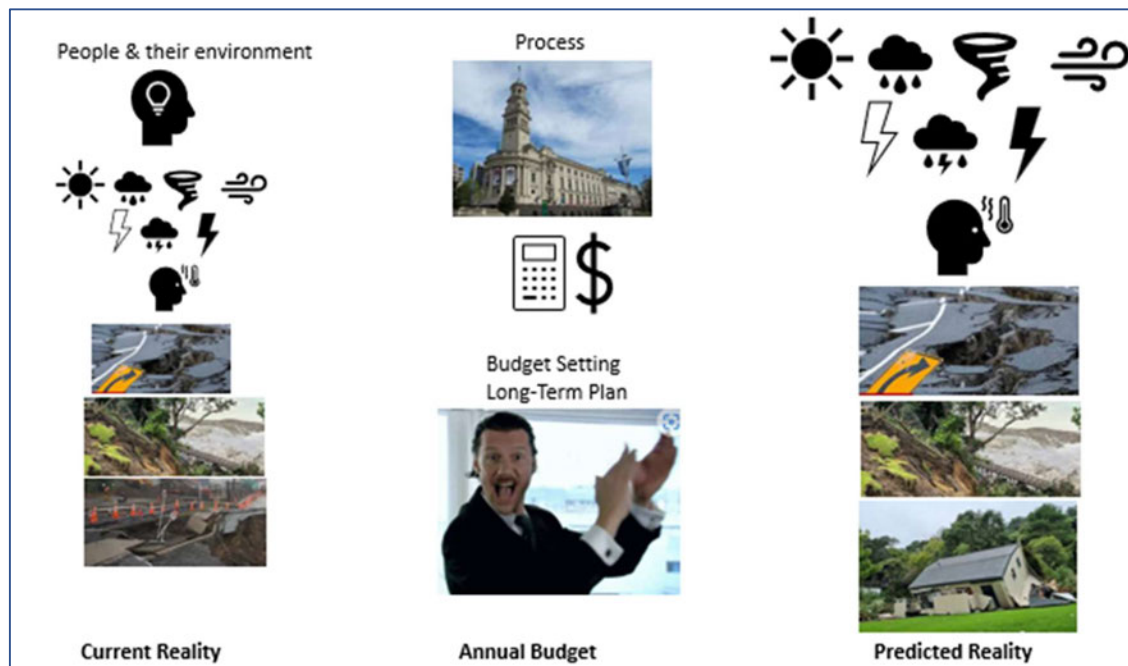 People & their environment
Process
Budget Setting
Long-Term Plan
Current Reality
Annual Budget
Predicted Reality